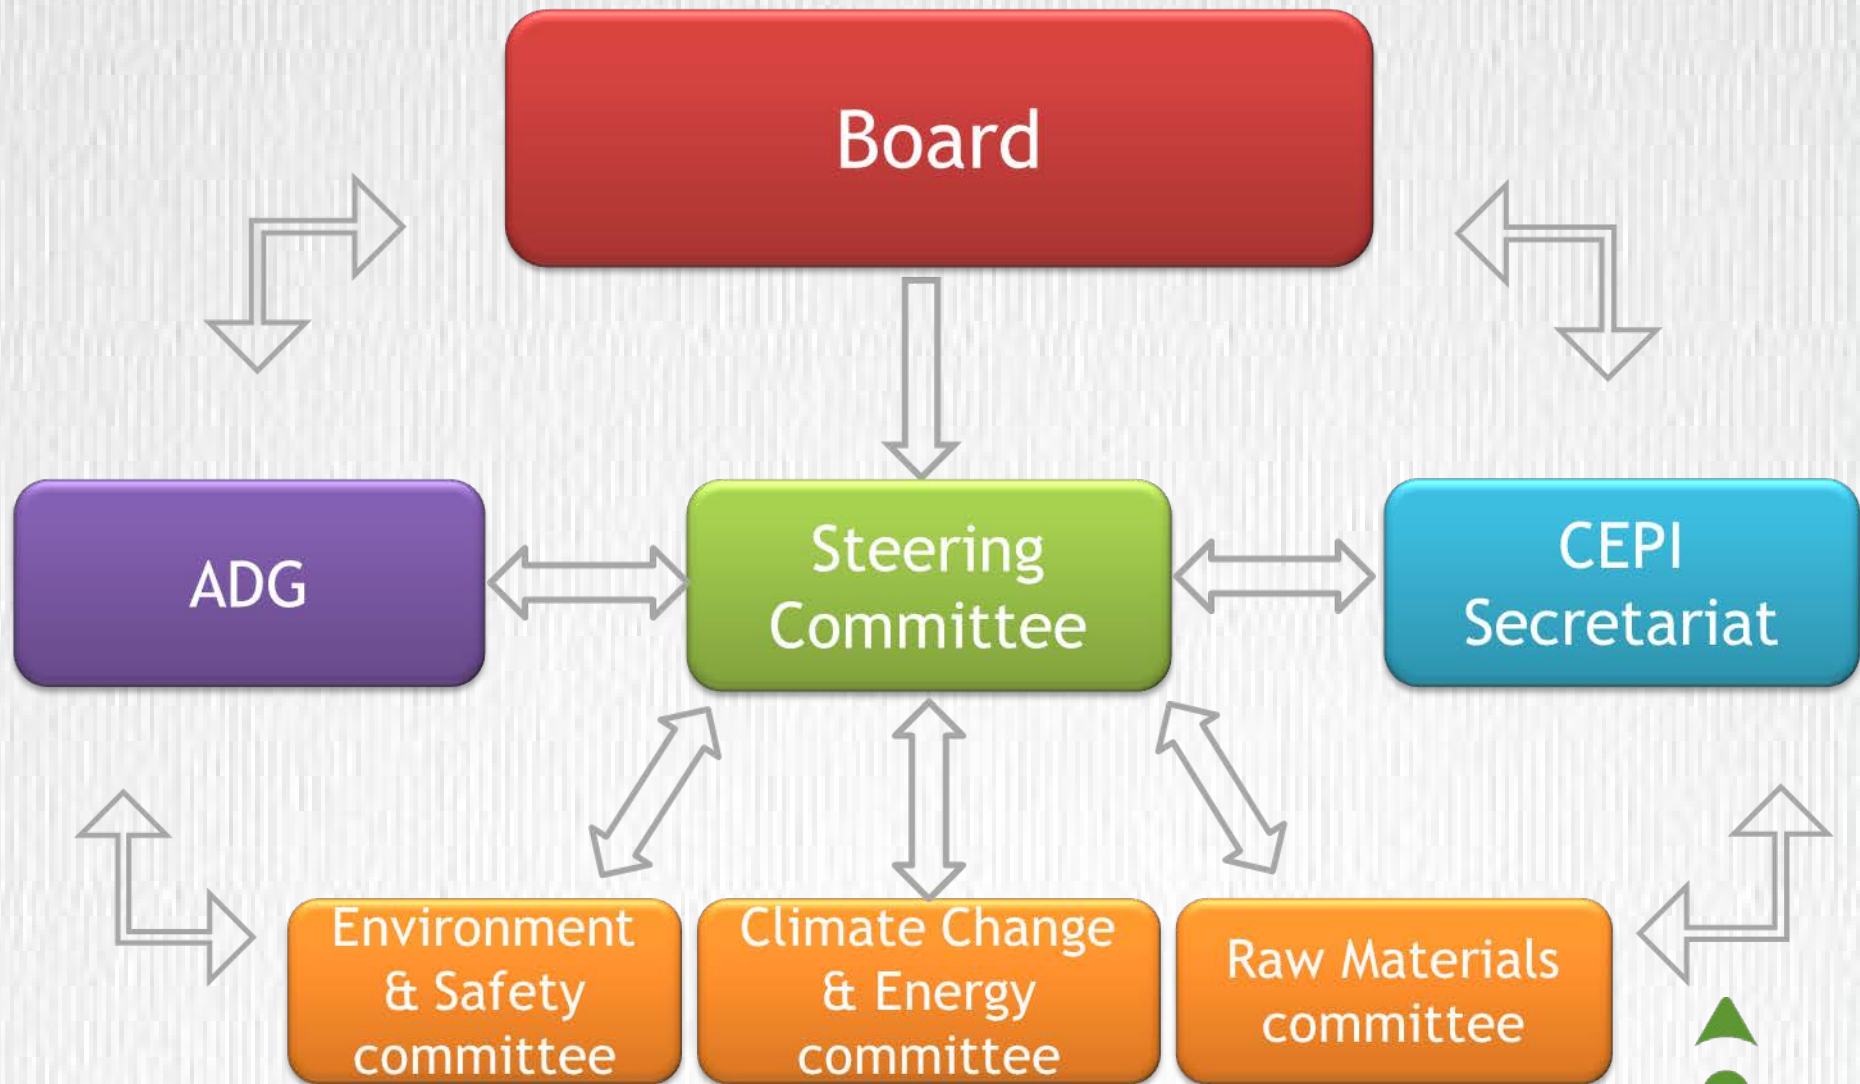 Board
ADG
Steering
Committee
CEPI
Secretariat
Environment
& Safety
committee
Climate Change
& Energy
committee
Raw Materials
committee